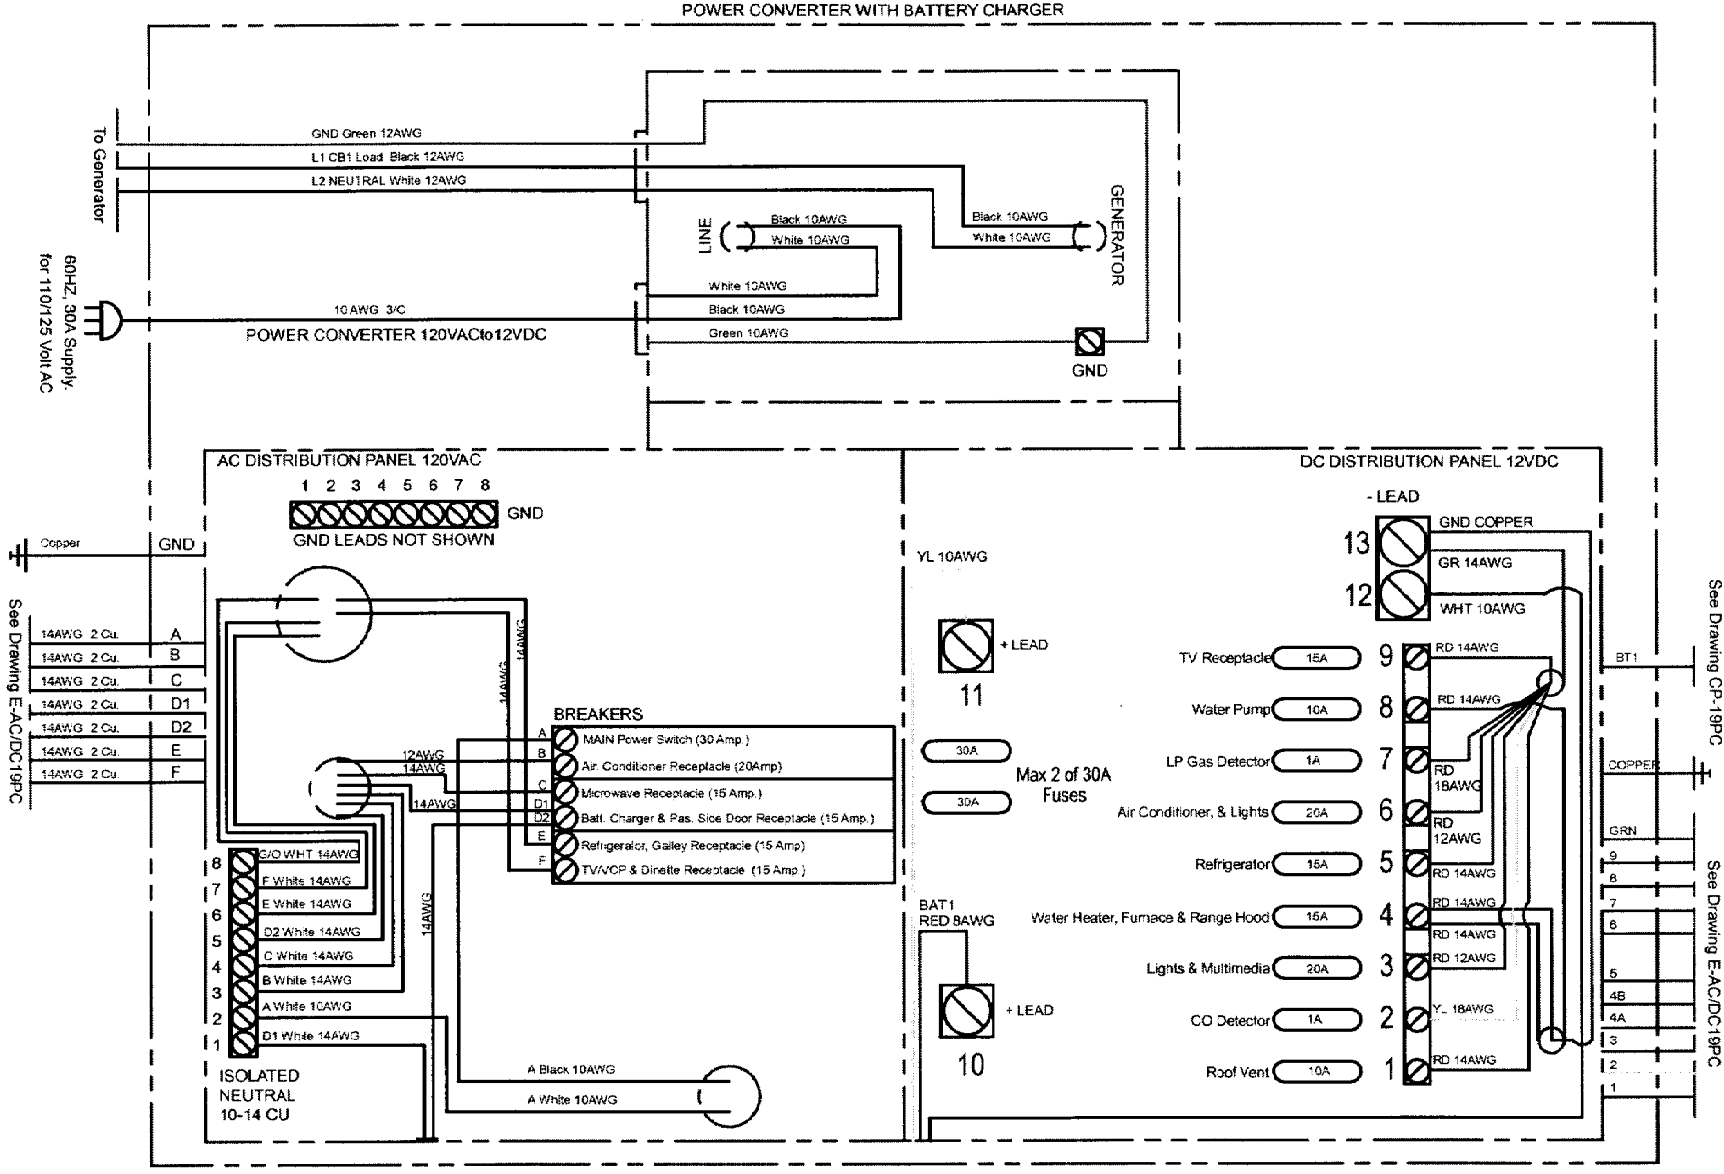 POWER CONVERTER WITH BATTERY CHARGER
To Generator
GND Green 12AWG
L1 CB1 Load Black 12AWG
L2 NEUTRAL White 12AWG
LINE
Black 10AWG
White 10AWG
Black 10AWG
White 10AWG
GENERATOR
60HZ, 30A Supply.
for 110/125 Volt AC
10 AWG 3/C
POWER CONVERTER 120VACto12VDC
White 10AWG
Black 10AWG
Green 10AWG
GND
AC DISTRIBUTION PANEL 120VAC
1 2 3 4 5 6 7 8
GND
GND LEADS NOT SHOWN
Copper
GND
See Drawing E-AC/DC19PC
14AWG 2 Cu. A
14AWG 2 Cu. B
14AWG 2 Cu. C
14AWG 2 Cu. D1
14AWG 2 Cu. D2
14AWG 2 Cu. E
14AWG 2 Cu. F
14AWG
14AWG
12AWG
14AWG
14AWG
14AWG
BREAKERS
A MAIN Power Switch (30 Amp.)
B Air. Conditioner Receptacle (20Amp)
C Microwave Receptacle (15 Amp.)
D1
D2 Batt. Charger & Pas. Side Door Receptacle (15 Amp.)
E Refrigerator, Galley Receptacle (15 Amp)
F TV/VCP & Dinette Receptacle (15 Amp.)
8 G/O WHT 14AWG
7 F White 14AWG
6 E White 14AWG
5 D2 White 14AWG
4 C White 14AWG
3 B White 14AWG
2 A White 10AWG
1 D1 White 14AWG
ISOLATED
NEUTRAL
10-14 CU
A Black 10AWG
A White 10AWG
DC DISTRIBUTION PANEL 12VDC
- LEAD
13 GND COPPER
GR 14AWG
12 WHT 10AWG
YL 10AWG
+ LEAD
11
30A
30A
Max 2 of 30A
Fuses
BAT1
RED 8AWG
+ LEAD
10
TV Receptacle 15A 9 RD 14AWG
Water Pump 10A 8 RD 14AWG
LP Gas Detector 1A 7 RD
18AWG
Air Conditioner, & Lights 20A 6 RD
12AWG
Refrigerator 15A 5 RD 14AWG
Water Heater, Furnace & Range Hood 15A 4 RD 14AWG
RD 14AWG
Lights & Multimedia 20A 3 RD 12AWG
CO Detector 1A 2 YL 18AWG
Roof Vent 10A 1 RD 14AWG
See Drawing CP-19PC
BT1
COPPER
See Drawing E-AC/DC19PC
GRN
9
8
7
6
5
4B
4A
3
2
1